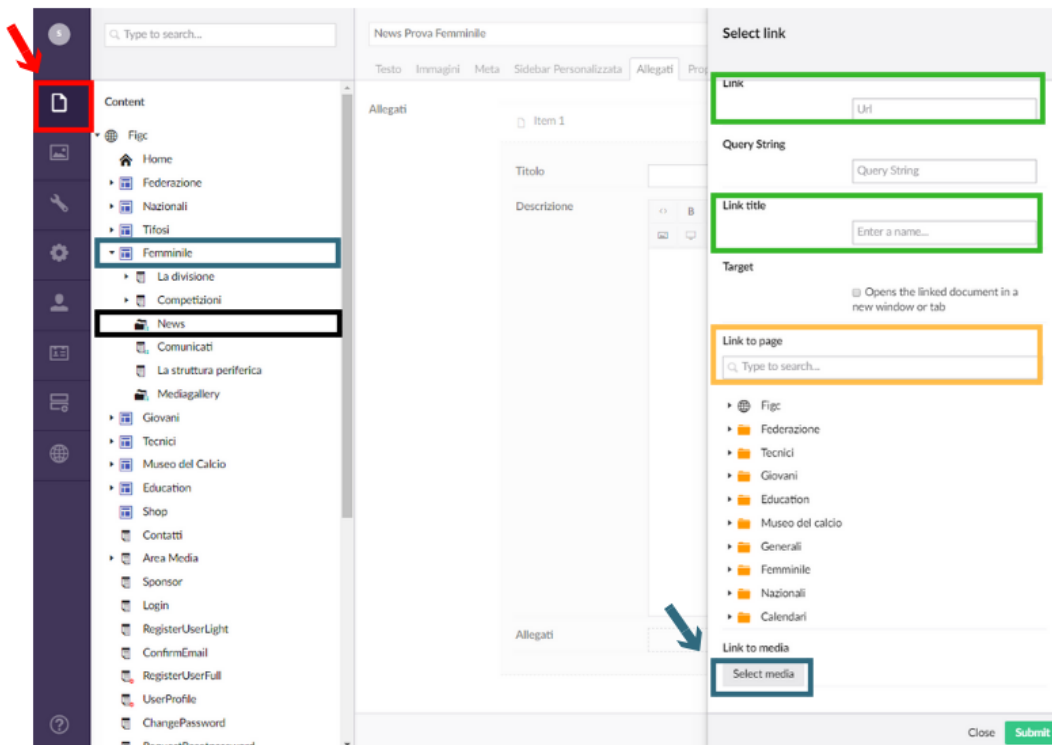 S
Type to search...
Content
Figc
Home
Federazione
Nazionali
Tifosi
Femminile
La divisione
Competizioni
News
Comunicati
La struttura periferica
Mediagallery
Giovani
Tecnici
Museo del Calcio
Education
Shop
Contatti
Area Media
Sponsor
Login
RegisterUserLight
ConfirmEmail
RegisterUserFull
UserProfile
ChangePassword
News Prova Femminile
Testo Immagini Meta Sidebar Personalizzata Allegati
Allegati
Item 1
Titolo
Descrizione
B
Allegati
Select link
Link
Url
Query String
Query String
Link title
Enter a name...
Target
Opens the linked document in a
new window or tab
Link to page
Type to search...
Figc
Federazione
Tecnici
Giovani
Education
Museo del calcio
Generali
Femminile
Nazionali
Calendari
Link to media
Select media
Close Submit